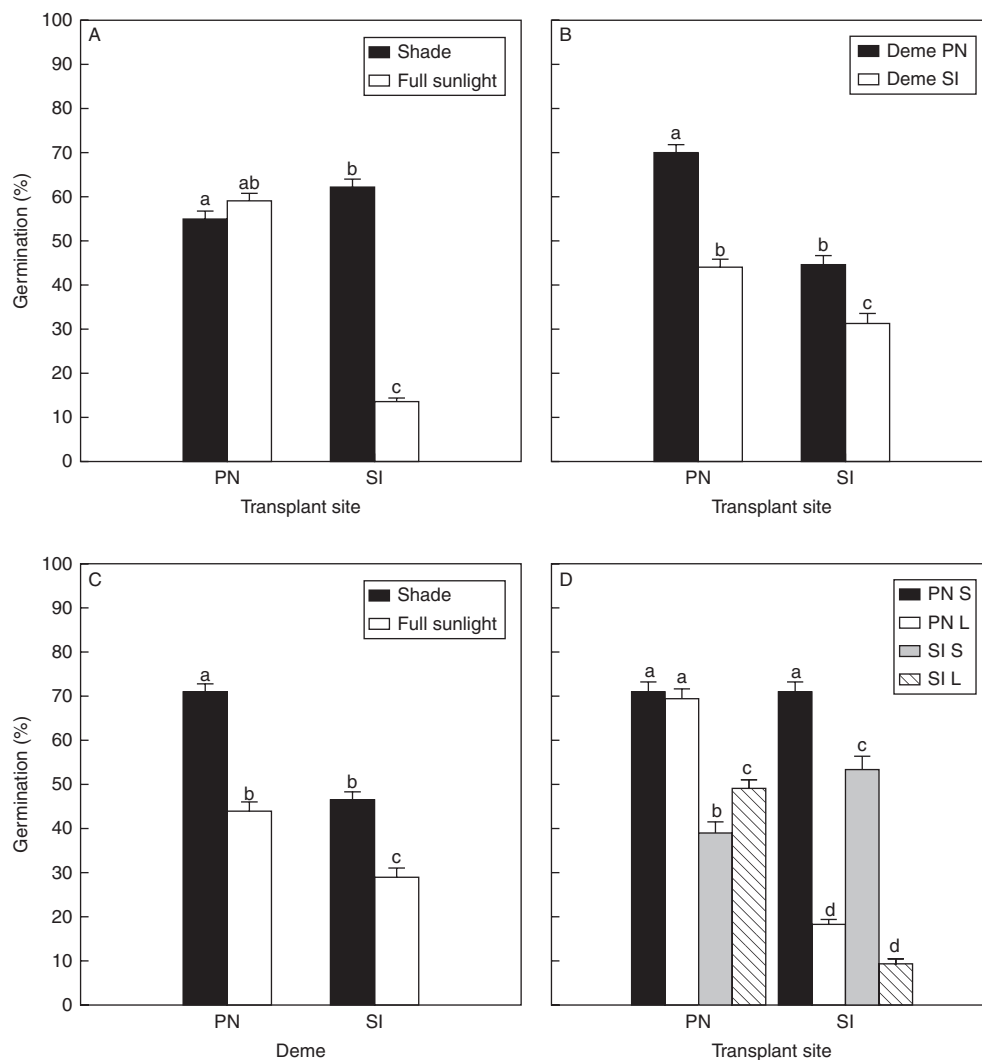 A
Shade
Full sunlight
Germination (%)
100
90
80
70
60
50
40
30
20
10
0
a
ab
b
c
PN
SI
Transplant site
B
Deme PN
Deme SI
a
b
b
c
PN
SI
Transplant site
C
Shade
Full sunlight
Germination (%)
100
90
80
70
60
50
40
30
20
10
0
a
b
b
c
PN
SI
Deme
D
PN S
PN L
SI S
SI L
a
a
b
c
a
d
c
d
PN
SI
Transplant site